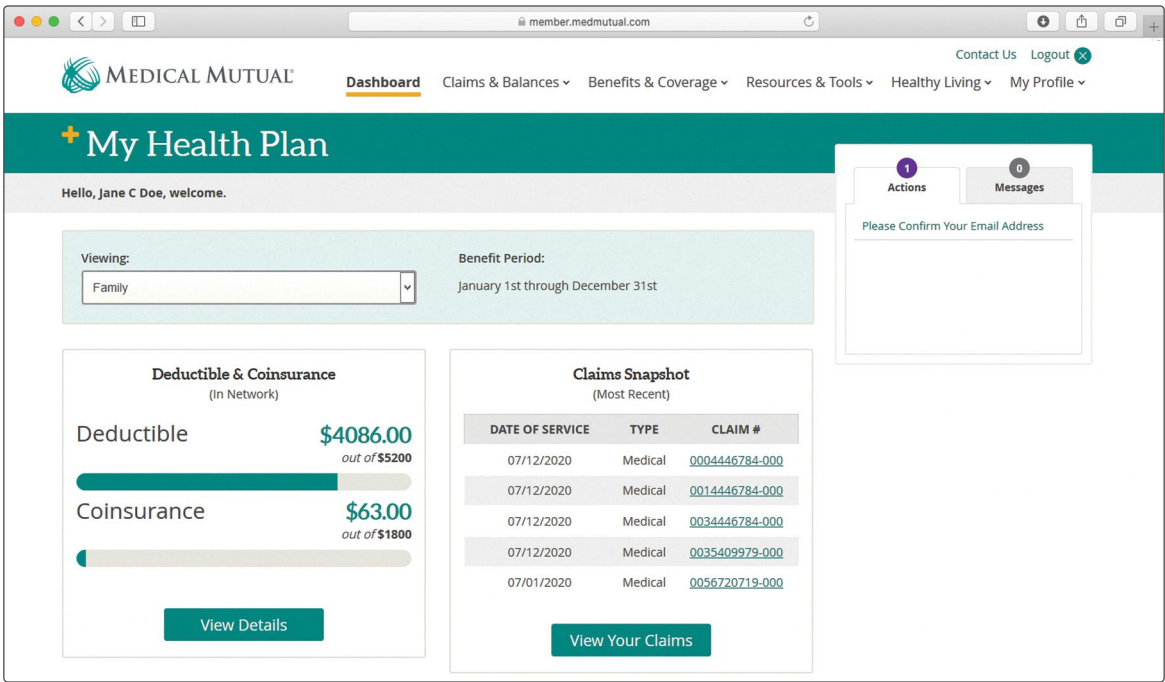 member.medmutual.com
Contact Us Logout
MEDICAL MUTUAL®
Dashboard Claims & Balances Benefits & Coverage Resources & Tools Healthy Living My Profile
My Health Plan
Hello, Jane C Doe, welcome.
1
Actions
0
Messages
Please Confirm Your Email Address
Viewing:
Family
Benefit Period:
January 1st through December 31st
Deductible & Coinsurance
(In Network)
Deductible $4086.00
out of $5200
Coinsurance $63.00
out of $1800
View Details
Claims Snapshot
(Most Recent)
DATE OF SERVICE TYPE CLAIM #
07/12/2020 Medical 0004446784-000
07/12/2020 Medical 0014446784-000
07/12/2020 Medical 0034446784-000
07/12/2020 Medical 0035409979-000
07/01/2020 Medical 0056720719-000
View Your Claims